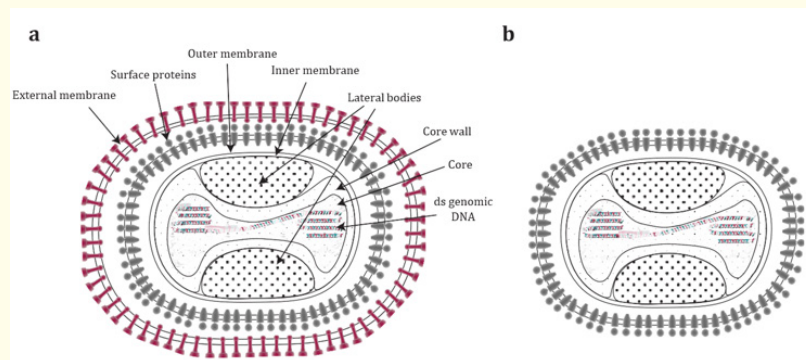 a
b
Outer membrane
Inner membrane
Surface proteins
External membrane
Lateral bodies
Core wall
Core
ds genomic
DNA